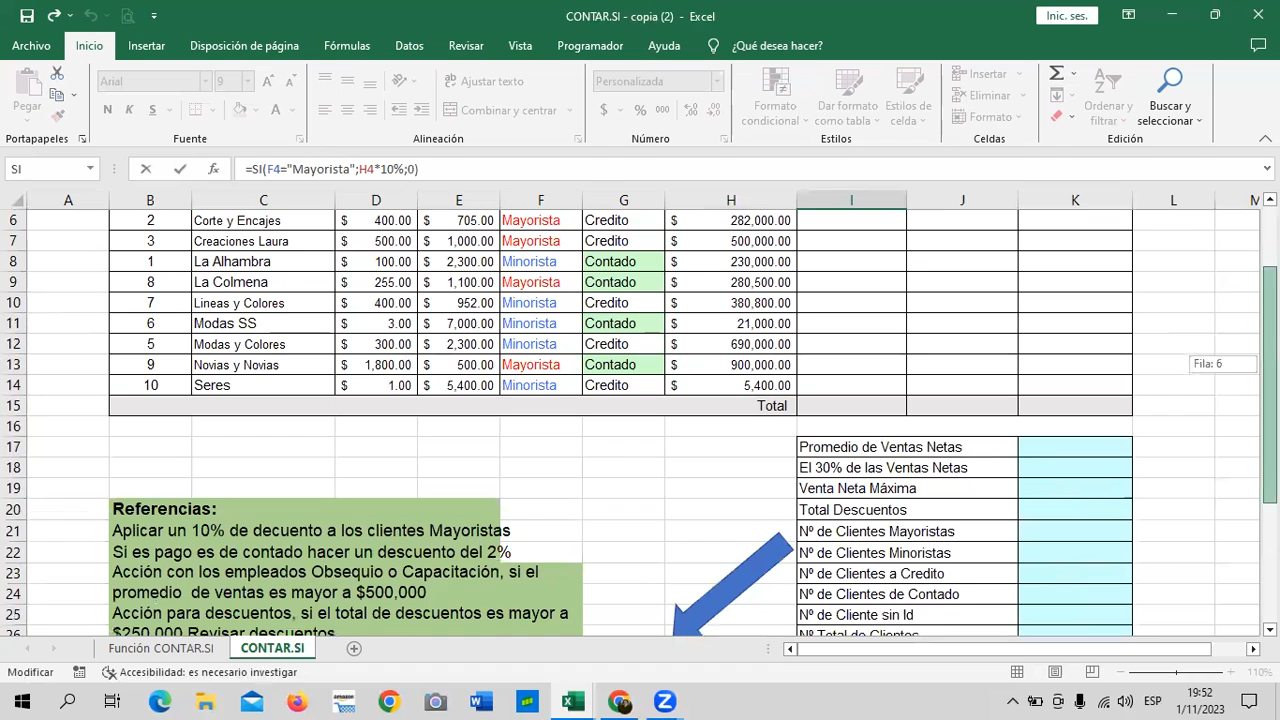 CONTAR.SI - copia (2) - Excel
Inic. ses.
Archivo Inicio Insertar Disposición de página Fórmulas Datos Revisar Vista Programador Ayuda ¿Qué desea hacer?
Pegar Arial 9 Ajustar texto Personalizada Insertar
N K S Combinar y centrar $ % 000 Formato condicional Dar formato como tabla Estilos de celda Eliminar Formato Ordenar y filtrar Buscar y seleccionar
Portapapeles Fuente Alineación Número Estilos Celdas Edición
SI =SI(F4="Mayorista";H4*10%;0)
A B C D E F G H I J K L M
6 2 Corte y Encajes $ 400.00 $ 705.00 Mayorista Credito $ 282,000.00
7 3 Creaciones Laura $ 500.00 $ 1,000.00 Mayorista Credito $ 500,000.00
8 1 La Alhambra $ 100.00 $ 2,300.00 Minorista Contado $ 230,000.00
9 8 La Colmena $ 255.00 $ 1,100.00 Mayorista Contado $ 280,500.00
10 7 Lineas y Colores $ 400.00 $ 952.00 Minorista Credito $ 380,800.00
11 6 Modas SS $ 3.00 $ 7,000.00 Minorista Contado $ 21,000.00
12 5 Modas y Colores $ 300.00 $ 2,300.00 Minorista Credito $ 690,000.00
13 9 Novias y Novias $ 1,800.00 $ 500.00 Mayorista Contado $ 900,000.00
Fila: 6
14 10 Seres $ 1.00 $ 5,400.00 Minorista Credito $ 5,400.00
15 Total
16
17 Promedio de Ventas Netas
18 El 30% de las Ventas Netas
19 Venta Neta Máxima
20 Referencias: Total Descuentos
21 Aplicar un 10% de decuento a los clientes Mayoristas Nº de Clientes Mayoristas
22 Si es pago es de contado hacer un descuento del 2% Nº de Clientes Minoristas
23 Acción con los empleados Obsequio o Capacitación, si el Nº de Clientes a Credito
24 promedio de ventas es mayor a $500,000 Nº de Clientes de Contado
25 Acción para descuentos, si el total de descuentos es mayor a Nº de Cliente sin Id
26 $250,000 Revisar descuentos Nº Total de Clientes
Función CONTAR.SI CONTAR.SI
Modificar Accesibilidad: es necesario investigar 110%
ESP 19:52
1/11/2023